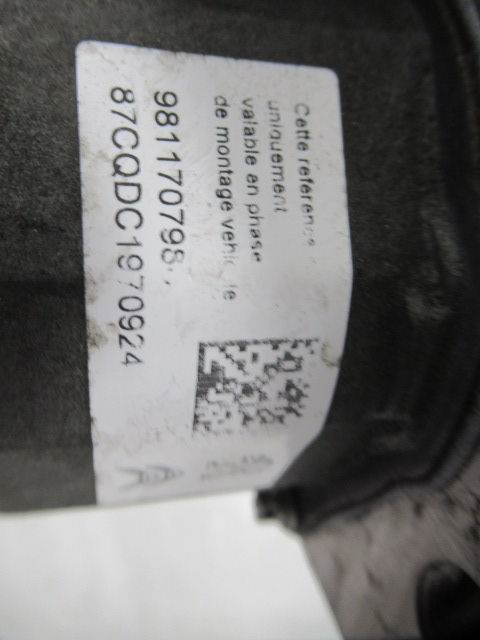 Cette reference
uniquement
valable en phase
de montage vehicule
981170798
87CQDC1970924